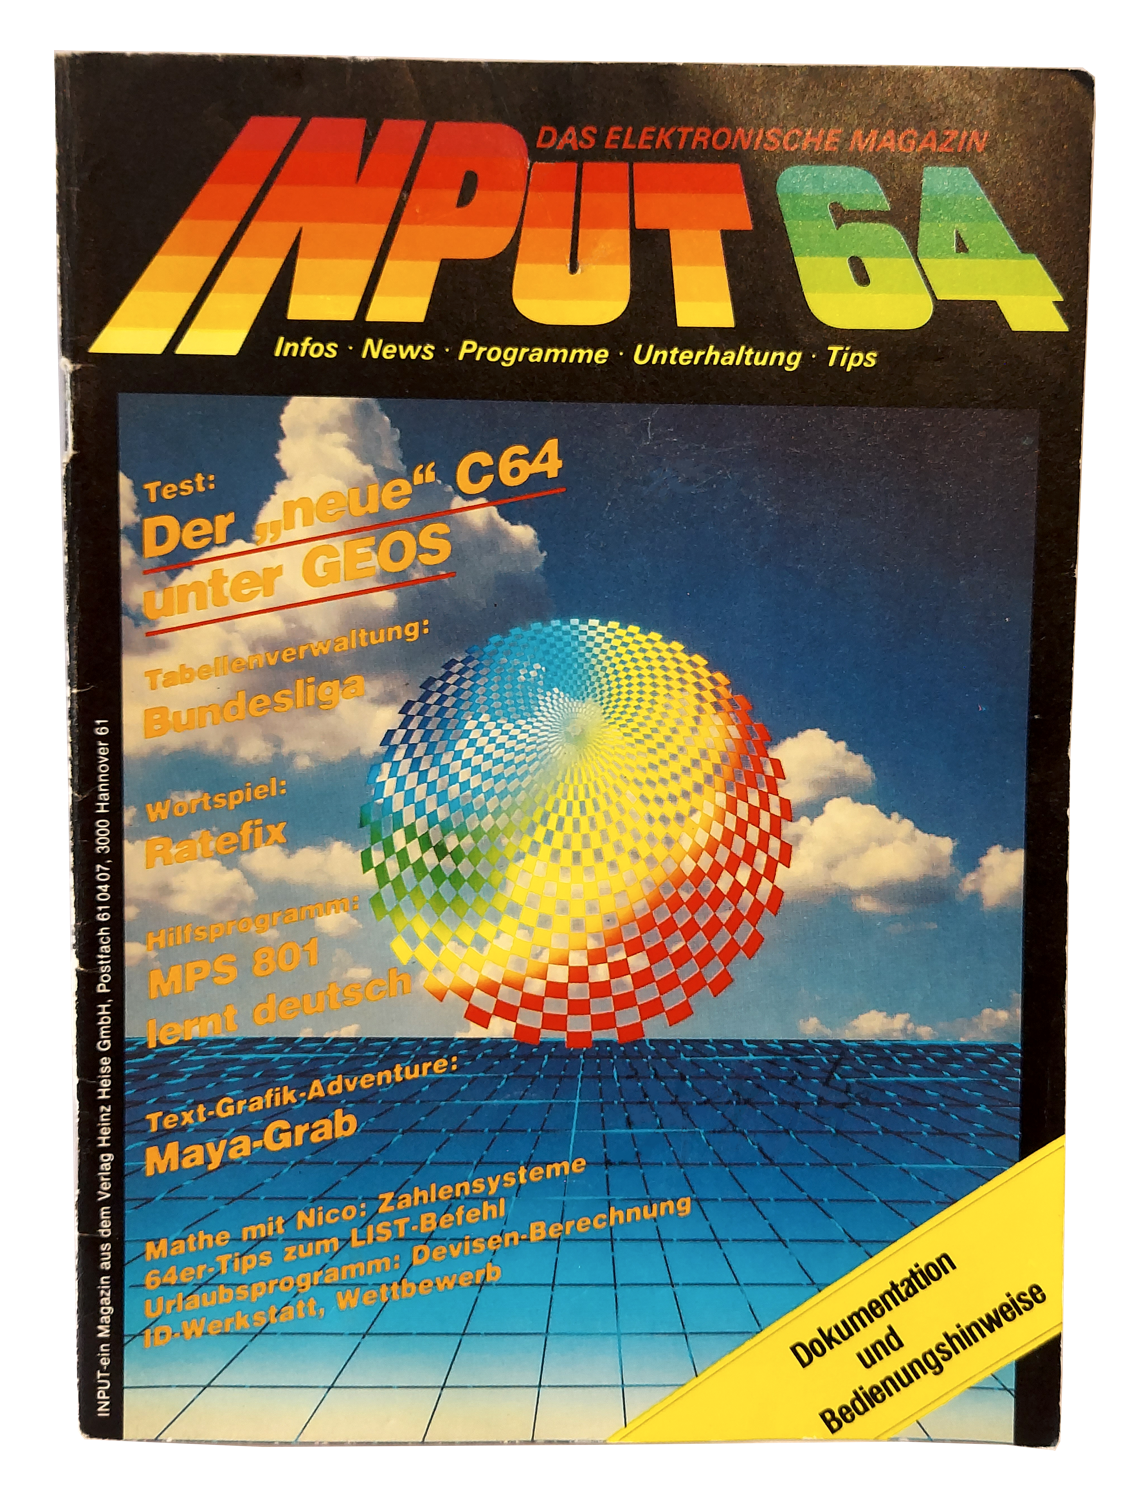 DAS ELEKTRONISCHE MAGAZIN
INPUT 64
Infos · News · Programme · Unterhaltung · Tips
Test:
Der „neue“ C64
unter GEOS
Tabellenverwaltung:
Bundesliga
Wortspiel:
Ratefix
Hilfsprogramm:
MPS 801
lernt deutsch
Text-Grafik-Adventure:
Maya-Grab
Mathe mit Nico: Zahlensysteme
64er-Tips zum LIST-Befehl
Urlaubsprogramm: Devisen-Berechnung
ID-Werkstatt, Wettbewerb
Dokumentation
und
Bedienungshinweise
INPUT-ein Magazin aus dem Verlag Heinz Heise GmbH, Postfach 61 04 07, 3000 Hannover 61